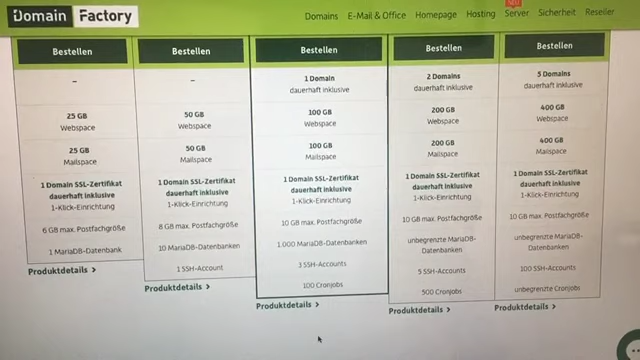 Domain Factory
Domains E-Mail & Office Homepage Hosting Server Sicherheit Reseller
NEU
Bestellen
–
25 GB
Webspace
25 GB
Mailspace
1 Domain SSL-Zertifikat
dauerhaft inklusive
1-Klick-Einrichtung
6 GB max. Postfachgröße
1 MariaDB-Datenbank
Produktdetails >
Bestellen
–
50 GB
Webspace
50 GB
Mailspace
1 Domain SSL-Zertifikat
dauerhaft inklusive
1-Klick-Einrichtung
8 GB max. Postfachgröße
10 MariaDB-Datenbanken
1 SSH-Account
Produktdetails >
Bestellen
1 Domain
dauerhaft inklusive
100 GB
Webspace
100 GB
Mailspace
1 Domain SSL-Zertifikat
dauerhaft inklusive
1-Klick-Einrichtung
10 GB max. Postfachgröße
1.000 MariaDB-Datenbanken
3 SSH-Accounts
100 Cronjobs
Produktdetails >
Bestellen
2 Domains
dauerhaft inklusive
200 GB
Webspace
200 GB
Mailspace
1 Domain SSL-Zertifikat
dauerhaft inklusive
1-Klick-Einrichtung
10 GB max. Postfachgröße
unbegrenzte MariaDB-
Datenbanken
5 SSH-Accounts
500 Cronjobs
Produktdetails >
Bestellen
5 Domains
dauerhaft inklusive
400 GB
Webspace
400 GB
Mailspace
1 Domain SSL-Zertifikat
dauerhaft inklusive
1-Klick-Einrichtung
10 GB max. Postfachgröße
unbegrenzte MariaDB-
Datenbanken
100 SSH-Accounts
unbegrenzte Cronjobs
Produktdetails >